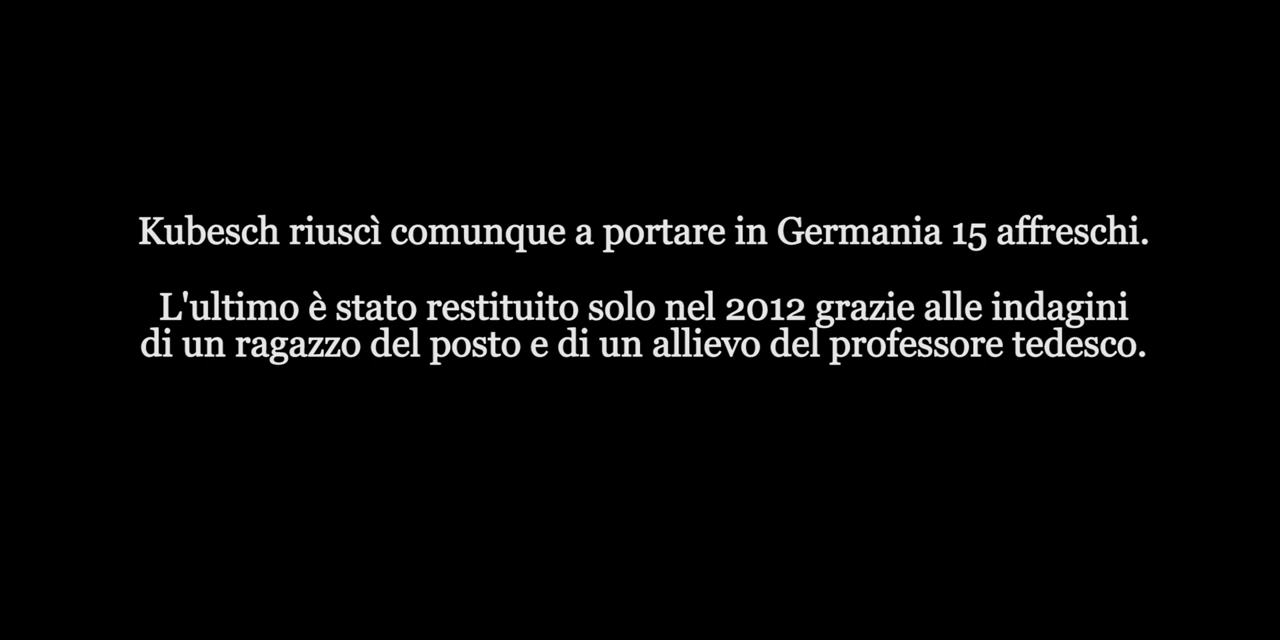 Kubesch riuscì comunque a portare in Germania 15 affreschi.
L'ultimo è stato restituito solo nel 2012 grazie alle indagini
di un ragazzo del posto e di un allievo del professore tedesco.